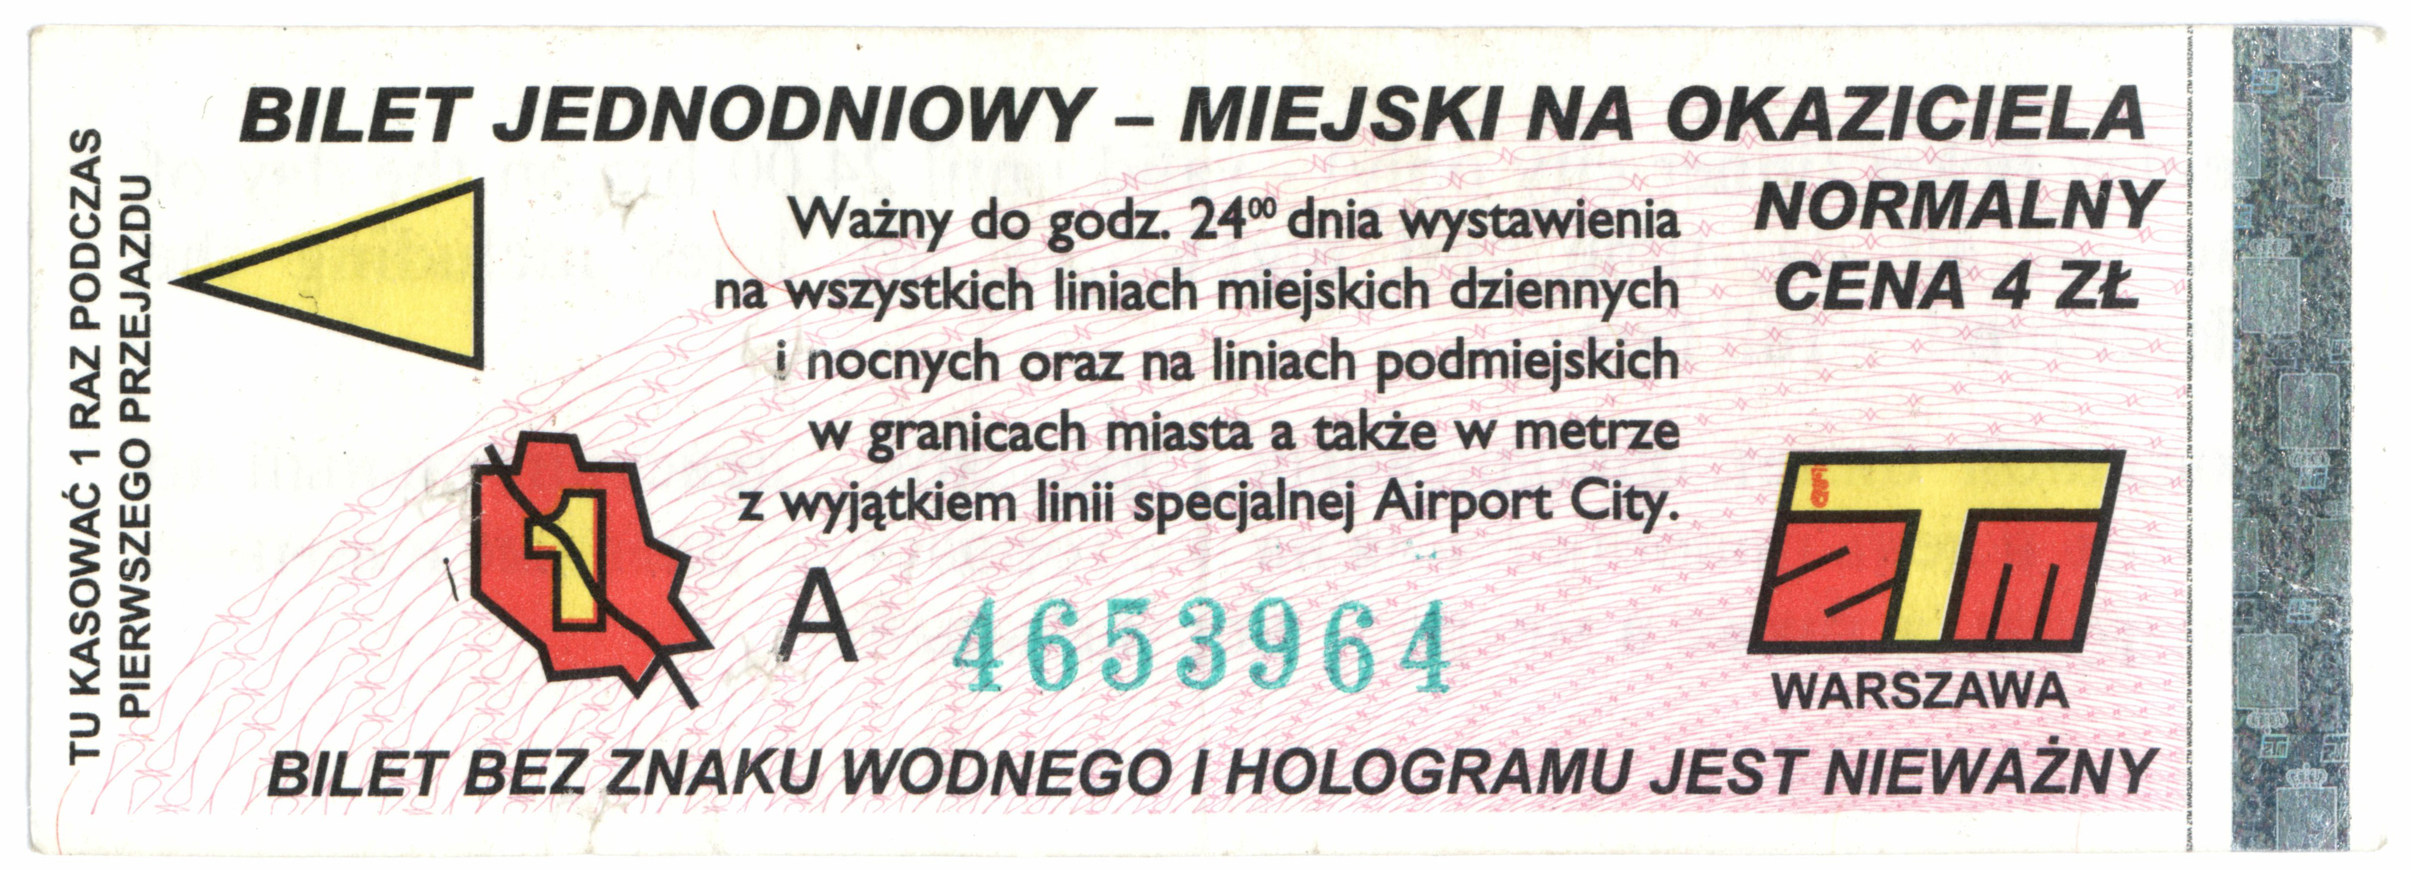 TU KASOWAĆ 1 RAZ PODCZAS
PIERWSZEGO PRZEJAZDU
BILET JEDNODNIOWY – MIEJSKI NA OKAZICIELA
NORMALNY
CENA 4 ZŁ
Ważny do godz. 24⁰⁰ dnia wystawienia
na wszystkich liniach miejskich dziennych
i nocnych oraz na liniach podmiejskich
w granicach miasta a także w metrze
z wyjątkiem linii specjalnej Airport City.
1
A 4653964
ZTM
WARSZAWA
BILET BEZ ZNAKU WODNEGO I HOLOGRAMU JEST NIEWAŻNY